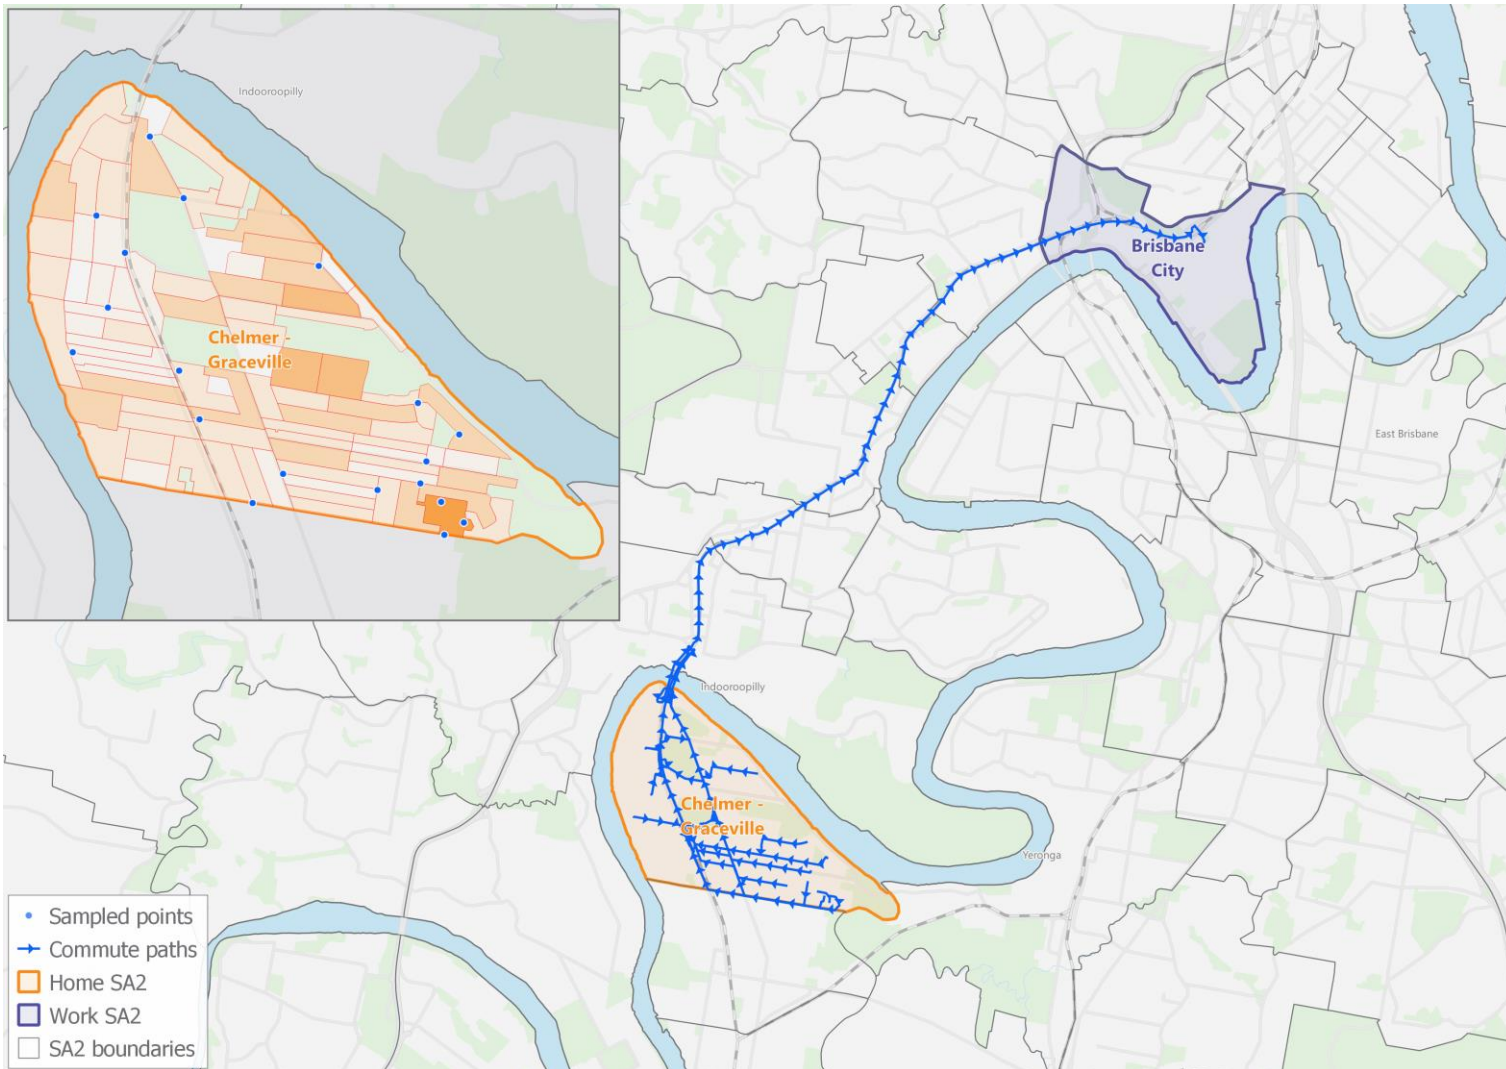 Indooroopilly
Chelmer -
Graceville
Brisbane
City
East Brisbane
Indooroopilly
Chelmer -
Graceville
Yeronga
Sampled points
Commute paths
Home SA2
Work SA2
SA2 boundaries